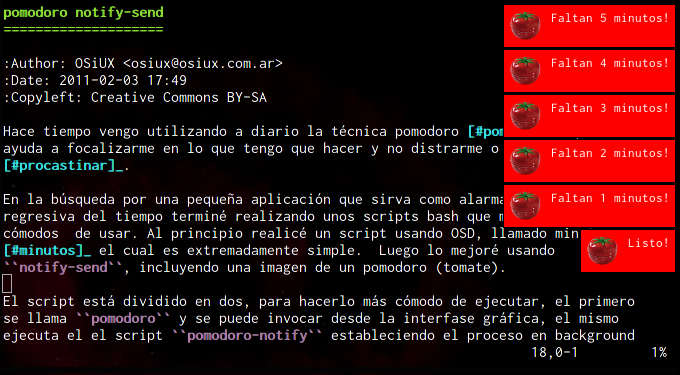 pomodoro notify-send
====================
:Author: OSiUX <osiux@osiux.com.ar>
:Date: 2011-02-03 17:49
:Copyleft: Creative Commons BY-SA
Hace tiempo vengo utilizando a diario la técnica pomodoro [#pom
ayuda a focalizarme en lo que tengo que hacer y no distrarme o
[#procastinar]_.
En la búsqueda por una pequeña aplicación que sirva como alarma
regresiva del tiempo terminé realizando unos scripts bash que m
cómodos  de usar. Al principio realicé un script usando OSD, llamado min
[#minutos]_ el cual es extremadamente simple.  Luego lo mejoré usando
``notify-send``, incluyendo una imagen de un pomodoro (tomate).
El script está dividido en dos, para hacerlo más cómodo de ejecutar, el primero
se llama ``pomodoro`` y se puede invocar desde la interfase gráfica, el mismo
ejecuta el el script ``pomodoro-notify`` estableciendo el proceso en background
18,0-1 1%
Faltan 5 minutos!
Faltan 4 minutos!
Faltan 3 minutos!
Faltan 2 minutos!
Faltan 1 minutos!
Listo!